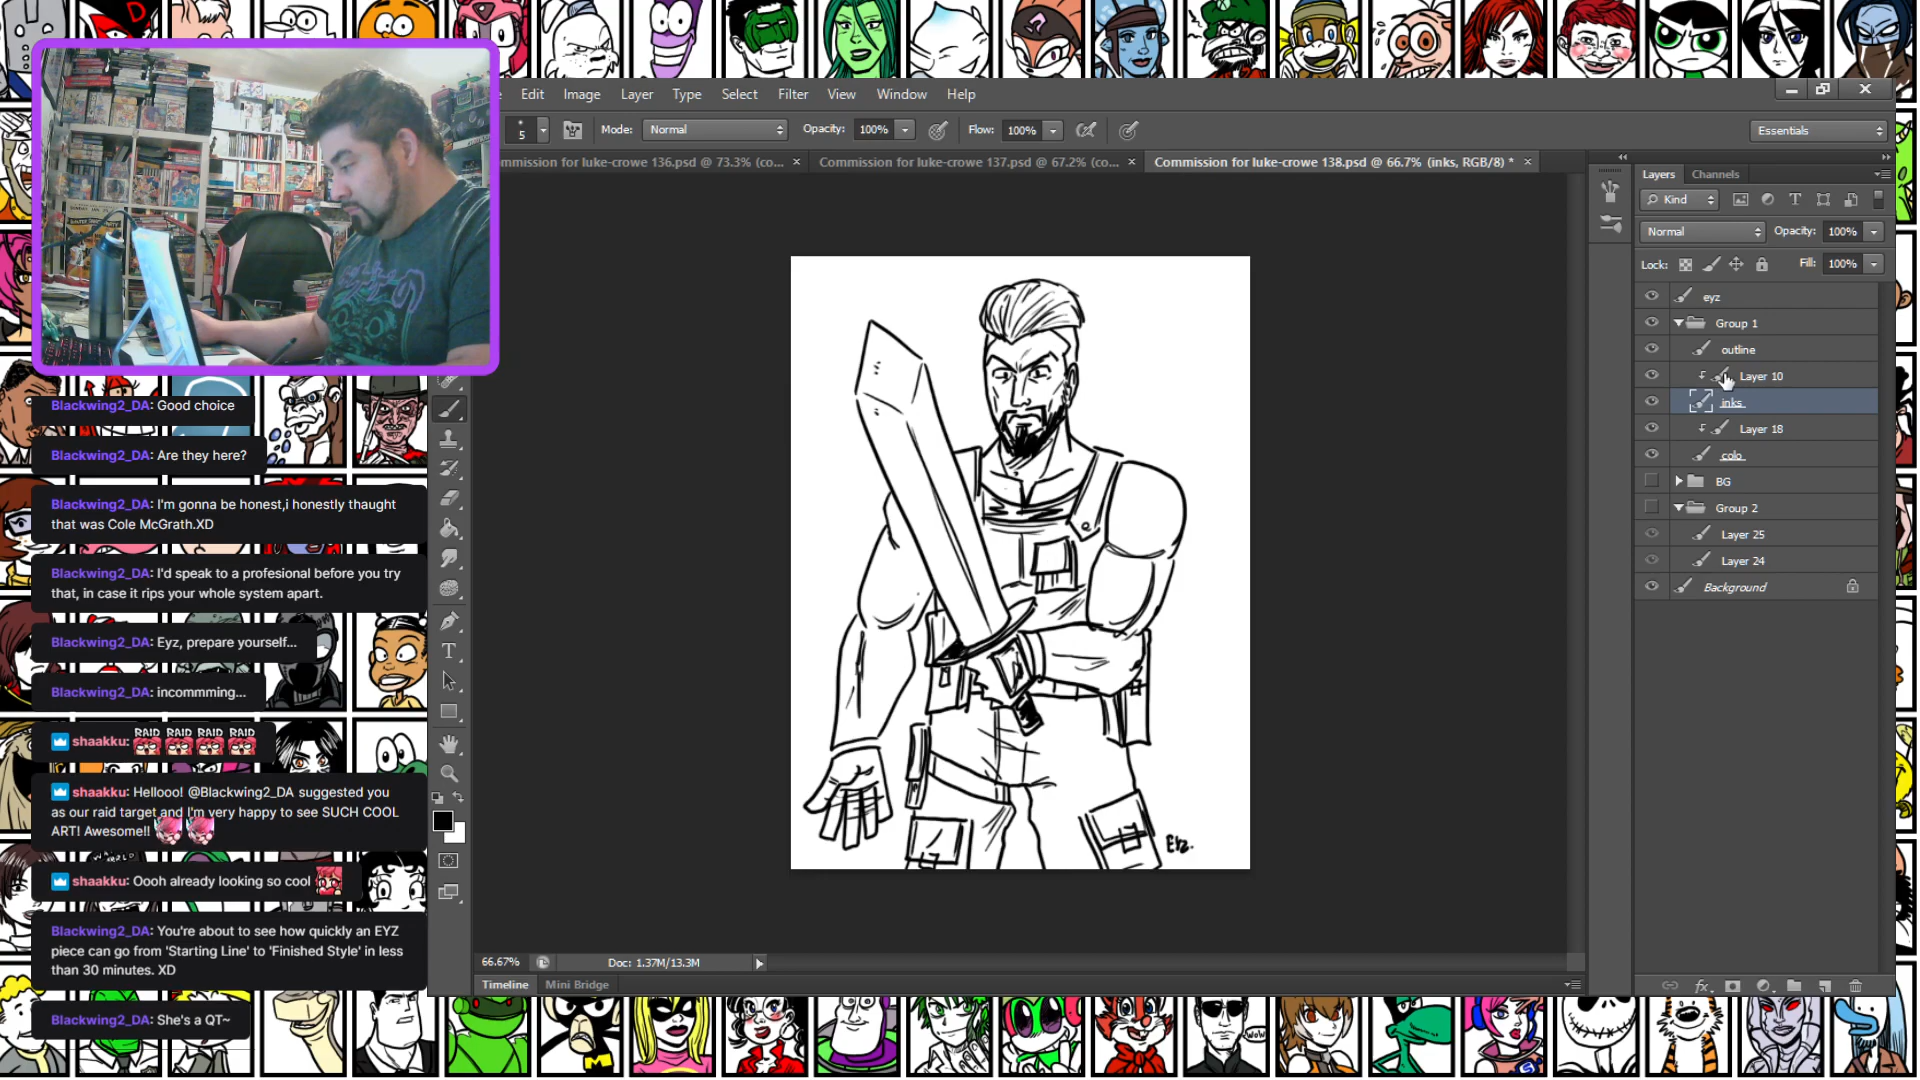 Edit Image Layer Type Select Filter View Window Help
5 Mode: Normal Opacity: 100% Flow: 100% Essentials
mmission for luke-crowe 136.psd @ 73.3% (co... × Commission for luke-crowe 137.psd @ 67.2% (co... × Commission for luke-crowe 138.psd @ 66.7% (inks, RGB/8) * ×
Layers Channels
Kind
Normal Opacity: 100%
Lock: Fill: 100%
eyz
Group 1
outline
Layer 10
inks
Layer 18
colo
BG
Group 2
Layer 25
Layer 24
Background
Blackwing2_DA: Good choice
Blackwing2_DA: Are they here?
Blackwing2_DA: I'm gonna be honest,i honestly thaught
that was Cole McGrath.XD
Blackwing2_DA: I'd speak to a profesional before you try
that, in case it rips your whole system apart.
Blackwing2_DA: Eyz, prepare yourself...
Blackwing2_DA: incommming...
shaakku: RAID RAID RAID RAID
shaakku: Hellooo! @Blackwing2_DA suggested you
as our raid target and I'm very happy to see SUCH COOL
ART! Awesome!!
shaakku: Oooh already looking so cool
Blackwing2_DA: You're about to see how quickly an EYZ
piece can go from 'Starting Line' to 'Finished Style' in less
than 30 minutes. XD
Blackwing2_DA: She's a QT~
Eyz.
66.67% Doc: 1.37M/13.3M
Timeline Mini Bridge
fx
WOW
M